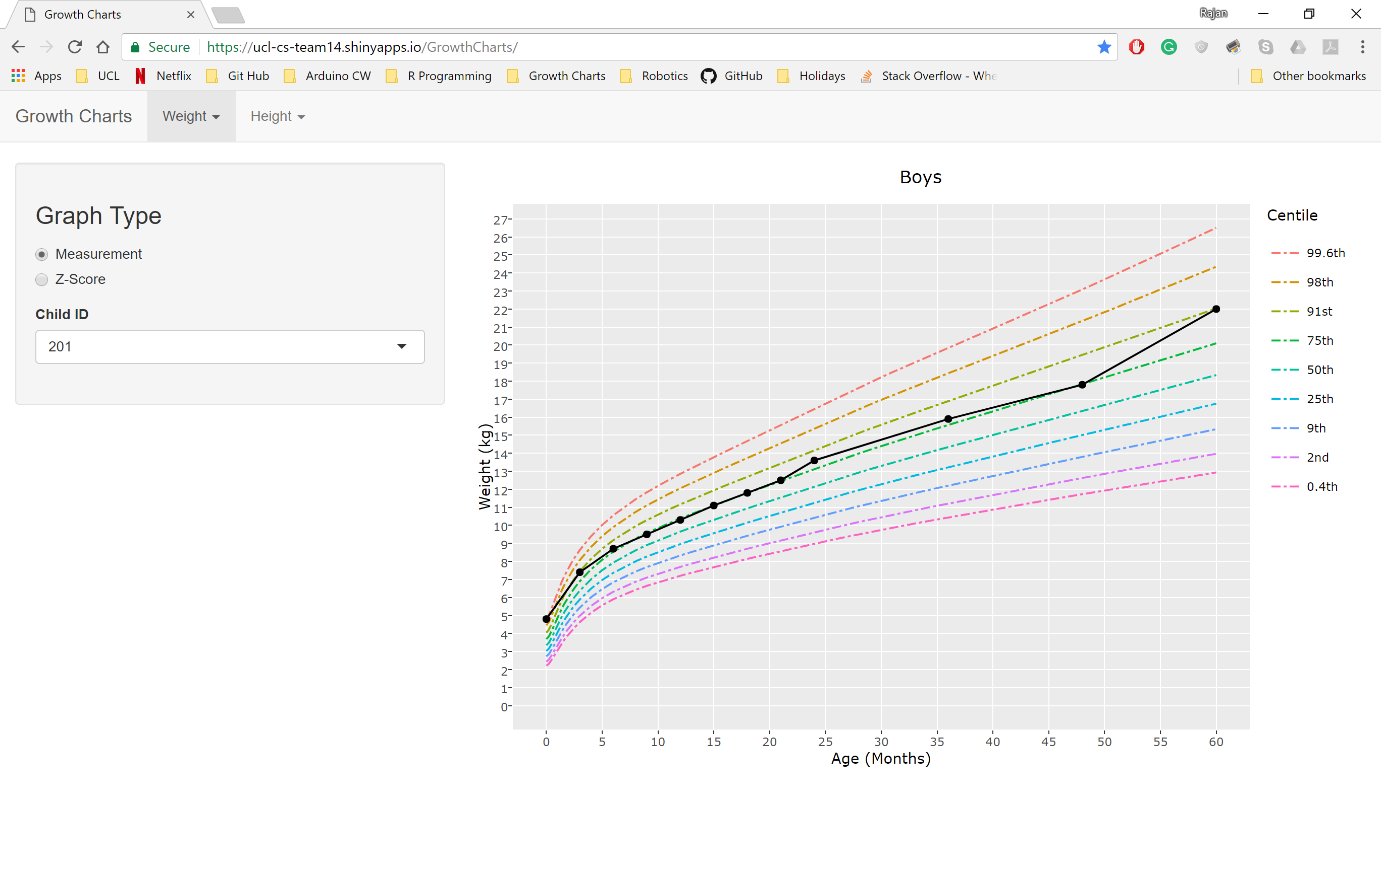 Growth Charts
Rajan
Secure https://ucl-cs-team14.shinyapps.io/GrowthCharts/
Apps UCL Netflix Git Hub Arduino CW R Programming Growth Charts Robotics GitHub Holidays Stack Overflow - Whe Other bookmarks
Growth Charts Weight Height
Graph Type
Measurement
Z-Score
Child ID
201
Boys
27
26
25
24
23
22
21
20
19
18
17
16
15
14
13
12
11
10
9
8
7
6
5
4
3
2
1
0
Weight (kg)
0 5 10 15 20 25 30 35 40 45 50 55 60
Age (Months)
Centile
99.6th
98th
91st
75th
50th
25th
9th
2nd
0.4th